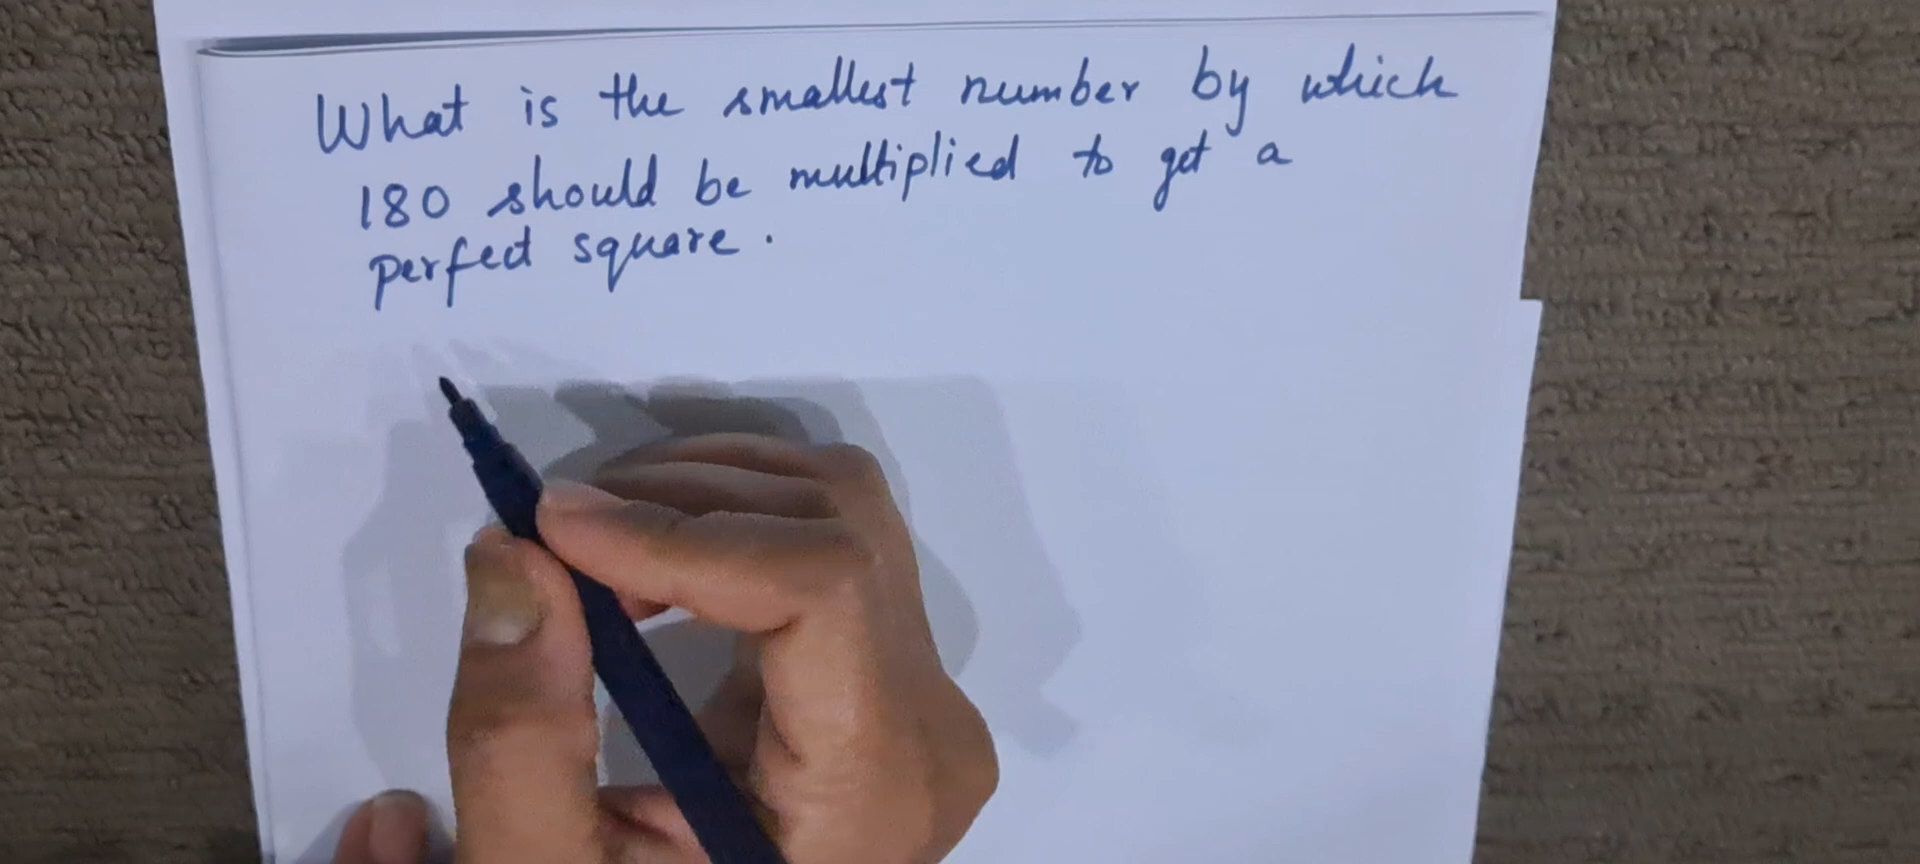 What is the smallest number by which
180 should be multiplied to get a
perfect square.